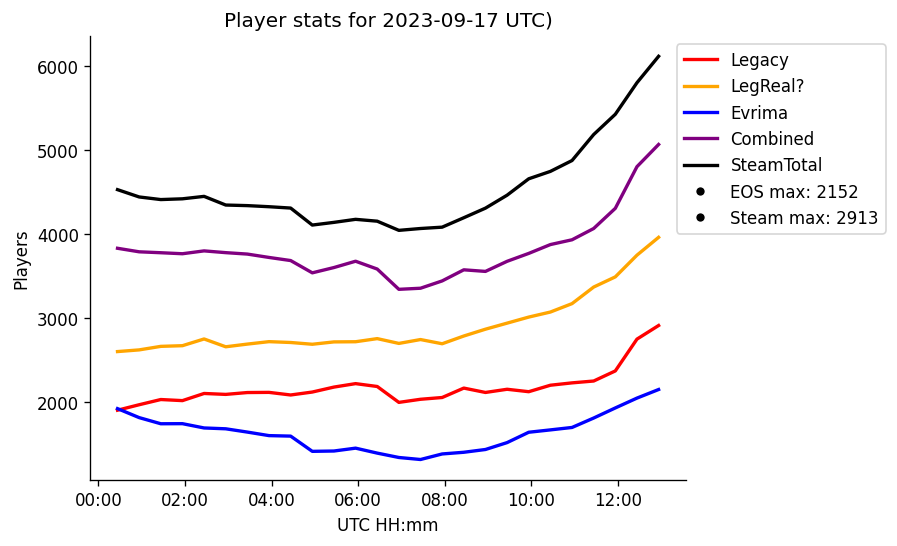 Player stats for 2023-09-17 UTC)
Players
6000
5000
4000
3000
2000
00:00
02:00
04:00
06:00
08:00
10:00
12:00
UTC HH:mm
Legacy
LegReal?
Evrima
Combined
SteamTotal
EOS max: 2152
Steam max: 2913